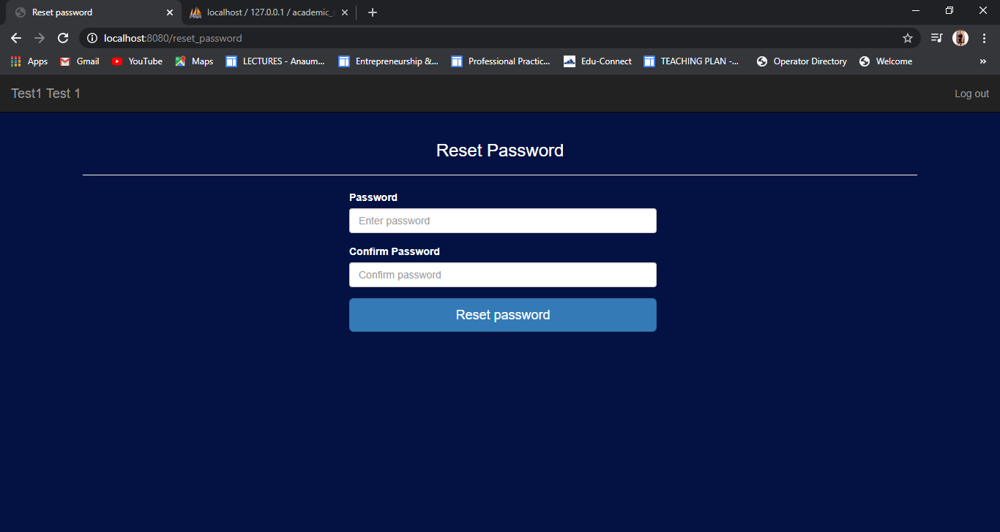 Reset password
localhost / 127.0.0.1 / academic_s
localhost:8080/reset_password
Apps Gmail YouTube Maps LECTURES - Anaum... Entrepreneurship &... Professional Practic... Edu-Connect TEACHING PLAN -... Operator Directory Welcome »
Test1 Test 1 Log out
Reset Password
Password
Enter password
Confirm Password
Confirm password
Reset password